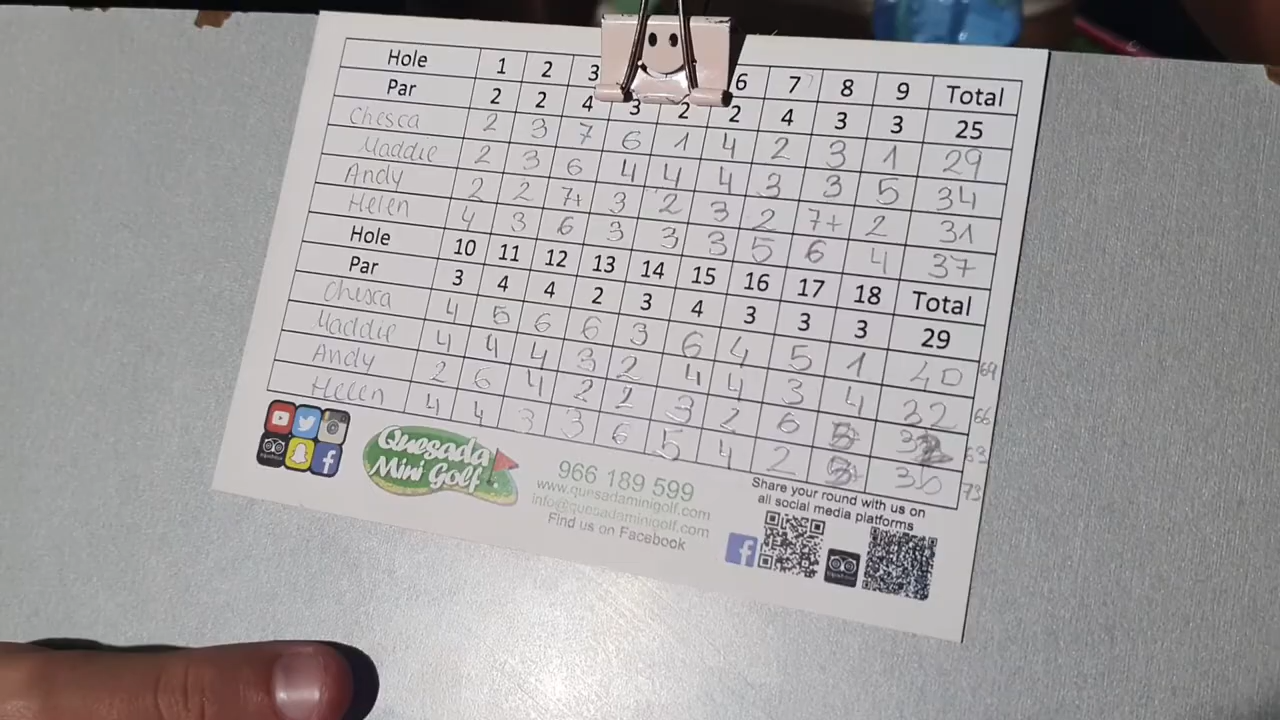 Hole 1 2 3 6 7 8 9 Total
Par 2 2 4 3 2 2 4 3 3 25
Chesca 2 3 7 6 1 4 2 3 1 29
Maddie 2 3 6 4 4 4 3 3 5 34
Andy 2 2 7+ 3 2 3 2 7+ 2 31
Helen 4 3 6 3 3 3 5 6 4 37
Hole 10 11 12 13 14 15 16 17 18 Total
Par 3 4 4 2 3 4 3 3 3 29
Chesca 4 5 6 6 3 6 4 5 1 40 69
Maddie 4 4 4 3 2 4 4 3 4 32 66
Andy 2 6 4 2 2 3 2 6 63
Helen 4 4 3 3 6 5 4 2 36 73
Quesada
Mini Golf
966 189 599
www.quesadaminigolf.com
info@quesadaminigolf.com
Find us on Facebook
Share your round with us on
all social media platforms